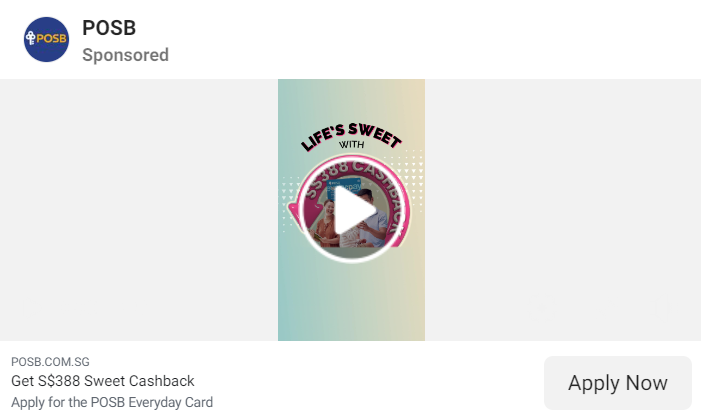 POSB
POSB
Sponsored
LIFE'S SWEET
WITH
S$388 CASHBACK
POSB.COM.SG
Get S$388 Sweet Cashback
Apply for the POSB Everyday Card
Apply Now